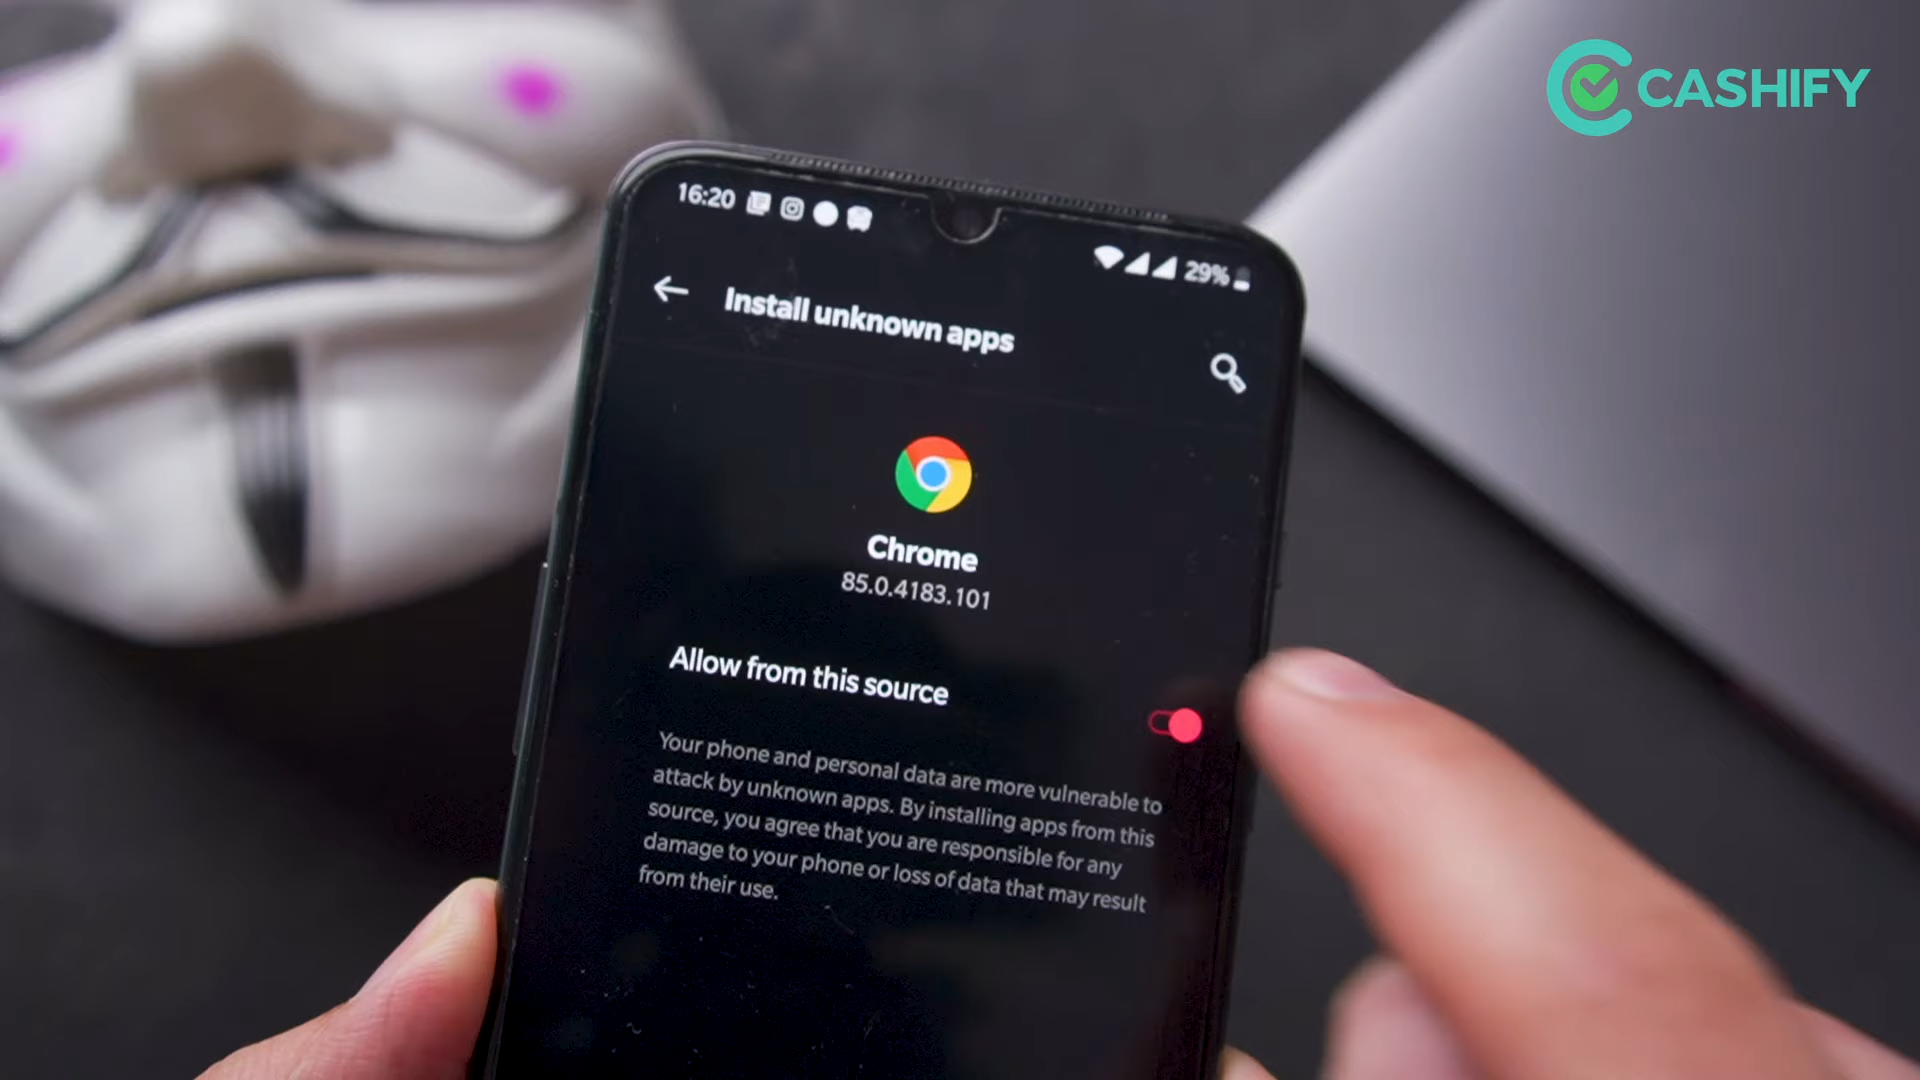 CASHIFY
16:20
29%
Install unknown apps
Chrome
85.0.4183.101
Allow from this source
Your phone and personal data are more vulnerable to
attack by unknown apps. By installing apps from this
source, you agree that you are responsible for any
damage to your phone or loss of data that may result
from their use.